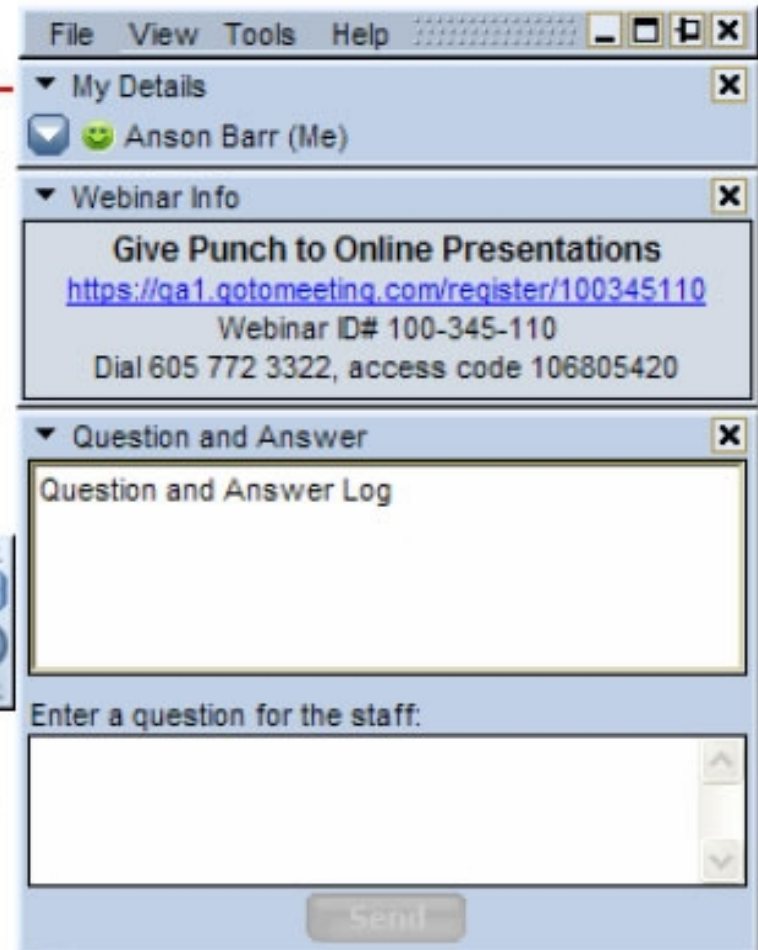 File View Tools Help
My Details
Anson Barr (Me)
Webinar Info
Give Punch to Online Presentations
https://qa1.gotomeeting.com/register/100345110
Webinar ID# 100-345-110
Dial 605 772 3322, access code 106805420
Question and Answer
Question and Answer Log
Enter a question for the staff:
Send